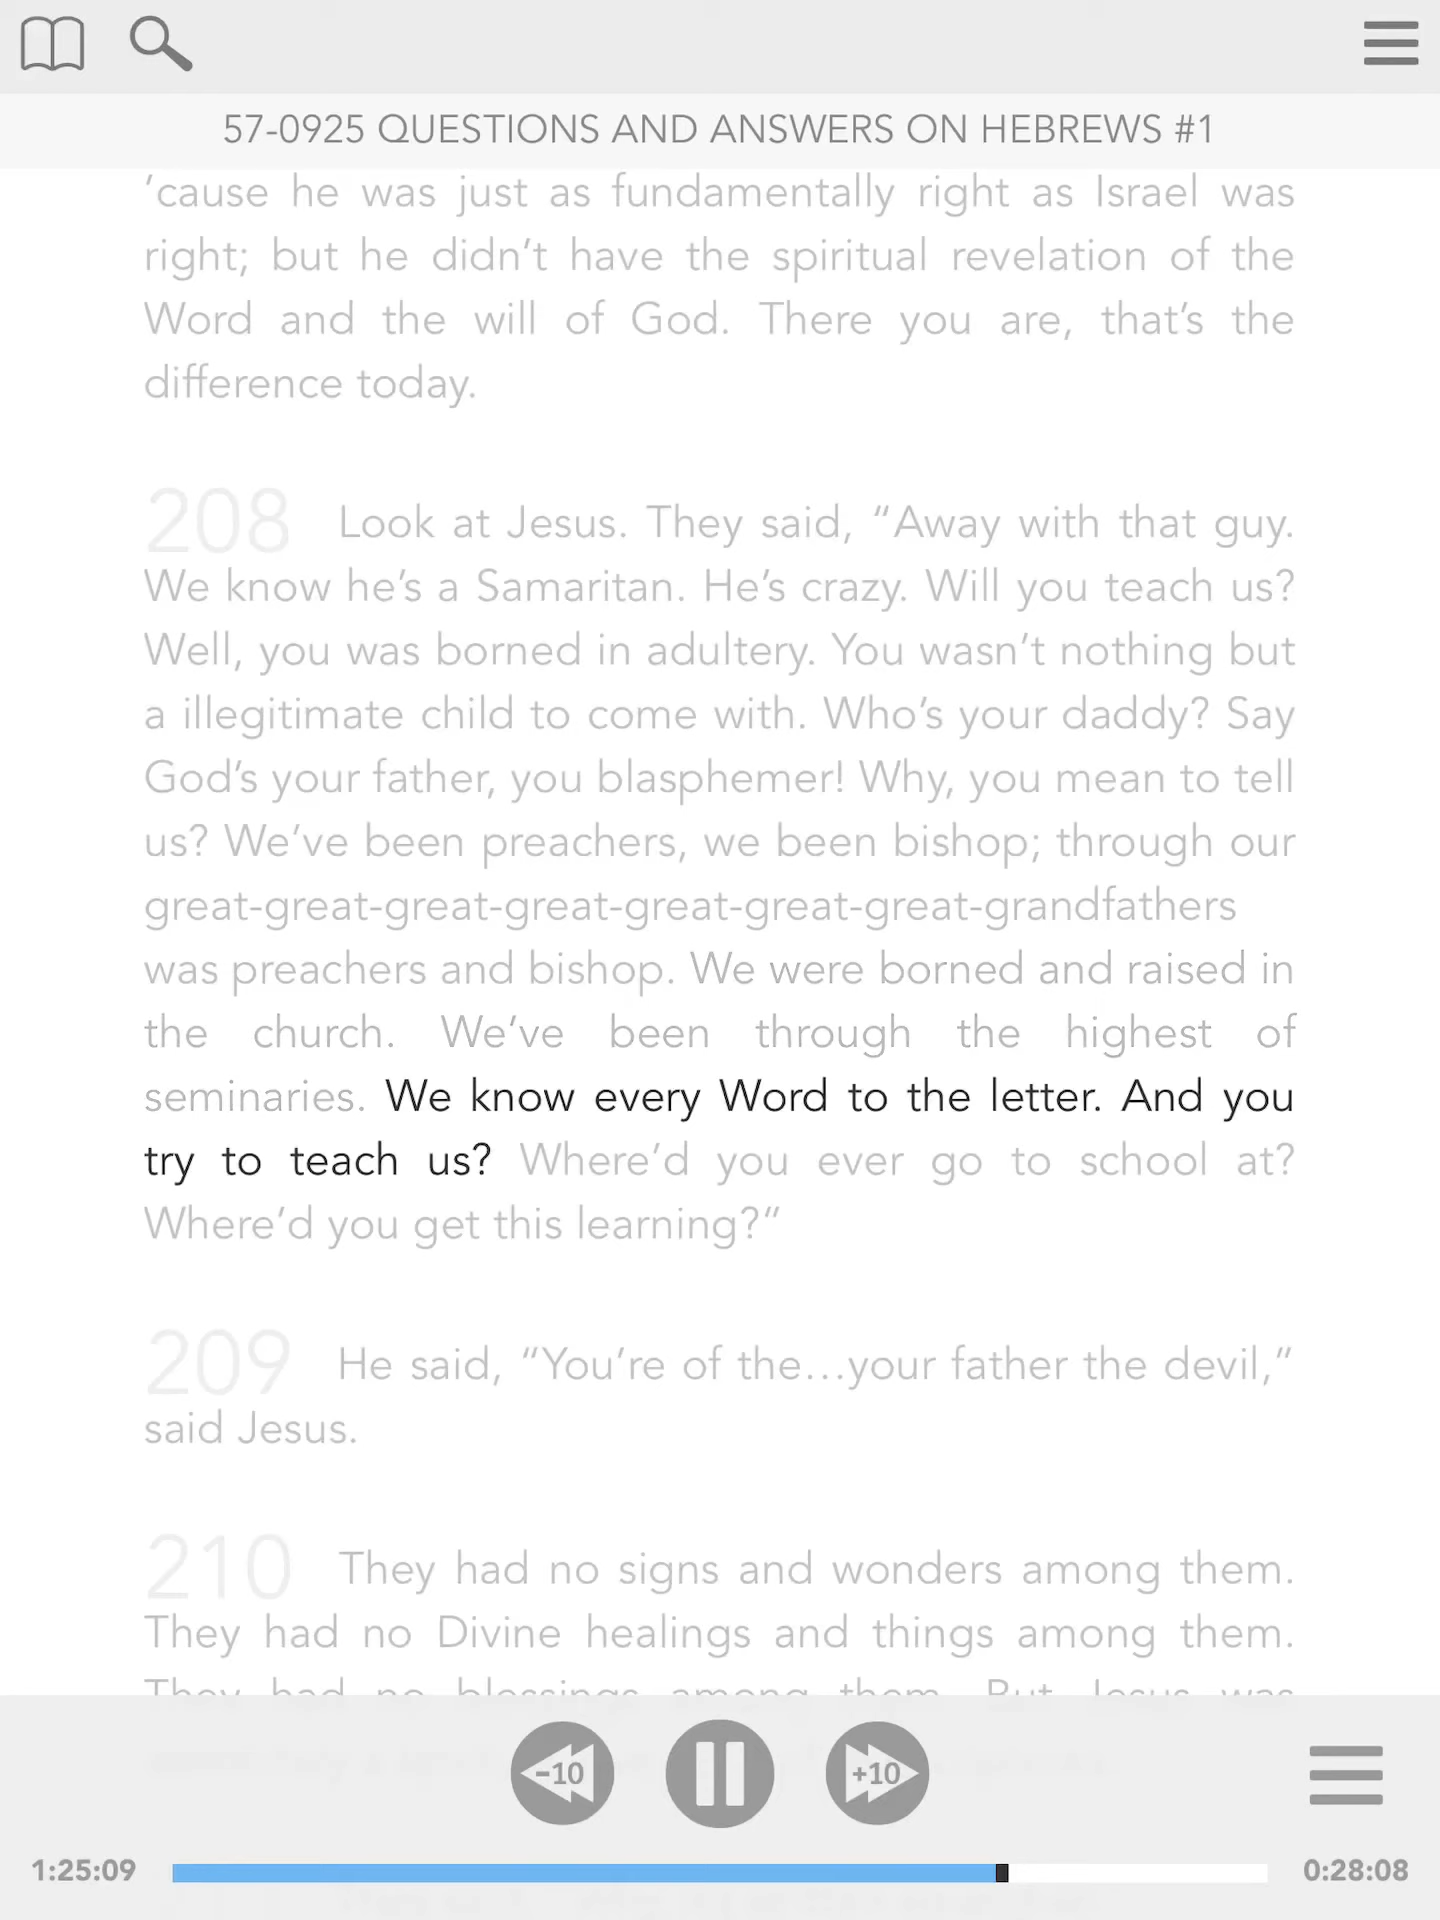 57-0925 QUESTIONS AND ANSWERS ON HEBREWS #1
’cause he was just as fundamentally right as Israel was
right; but he didn’t have the spiritual revelation of the
Word and the will of God. There you are, that’s the
difference today.
208 Look at Jesus. They said, “Away with that guy.
We know he’s a Samaritan. He’s crazy. Will you teach us?
Well, you was borned in adultery. You wasn’t nothing but
a illegitimate child to come with. Who’s your daddy? Say
God’s your father, you blasphemer! Why, you mean to tell
us? We’ve been preachers, we been bishop; through our
great-great-great-great-great-great-great-grandfathers
was preachers and bishop. We were borned and raised in
the church. We’ve been through the highest of
seminaries. We know every Word to the letter. And you
try to teach us? Where’d you ever go to school at?
Where’d you get this learning?”
209 He said, “You’re of the…your father the devil,”
said Jesus.
210 They had no signs and wonders among them.
They had no Divine healings and things among them.
They had no blessings among them. But Jesus was
-10 +10
1:25:09 0:28:08